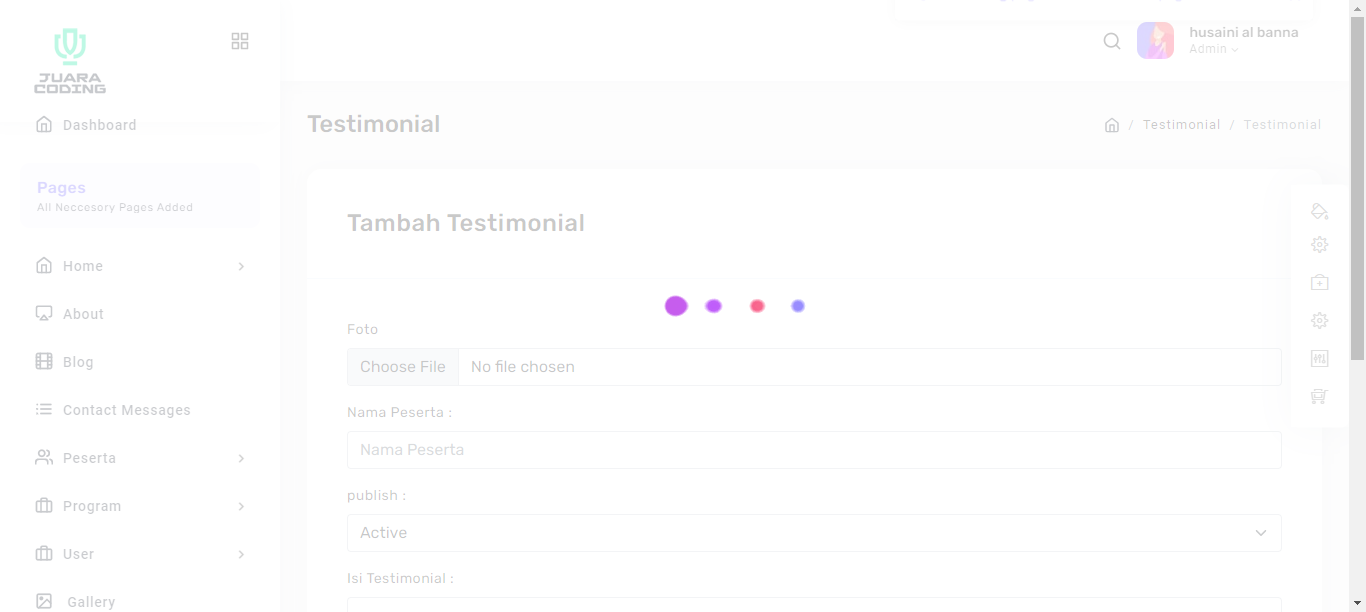 JUARA
CODING
husaini al banna
Admin
Dashboard
Testimonial
/ Testimonial / Testimonial
Pages
All Neccesory Pages Added
Tambah Testimonial
Home
About
Foto
Blog
Choose File No file chosen
Contact Messages
Nama Peserta :
Peserta
Nama Peserta
publish :
Program
Active
User
Isi Testimonial :
Gallery